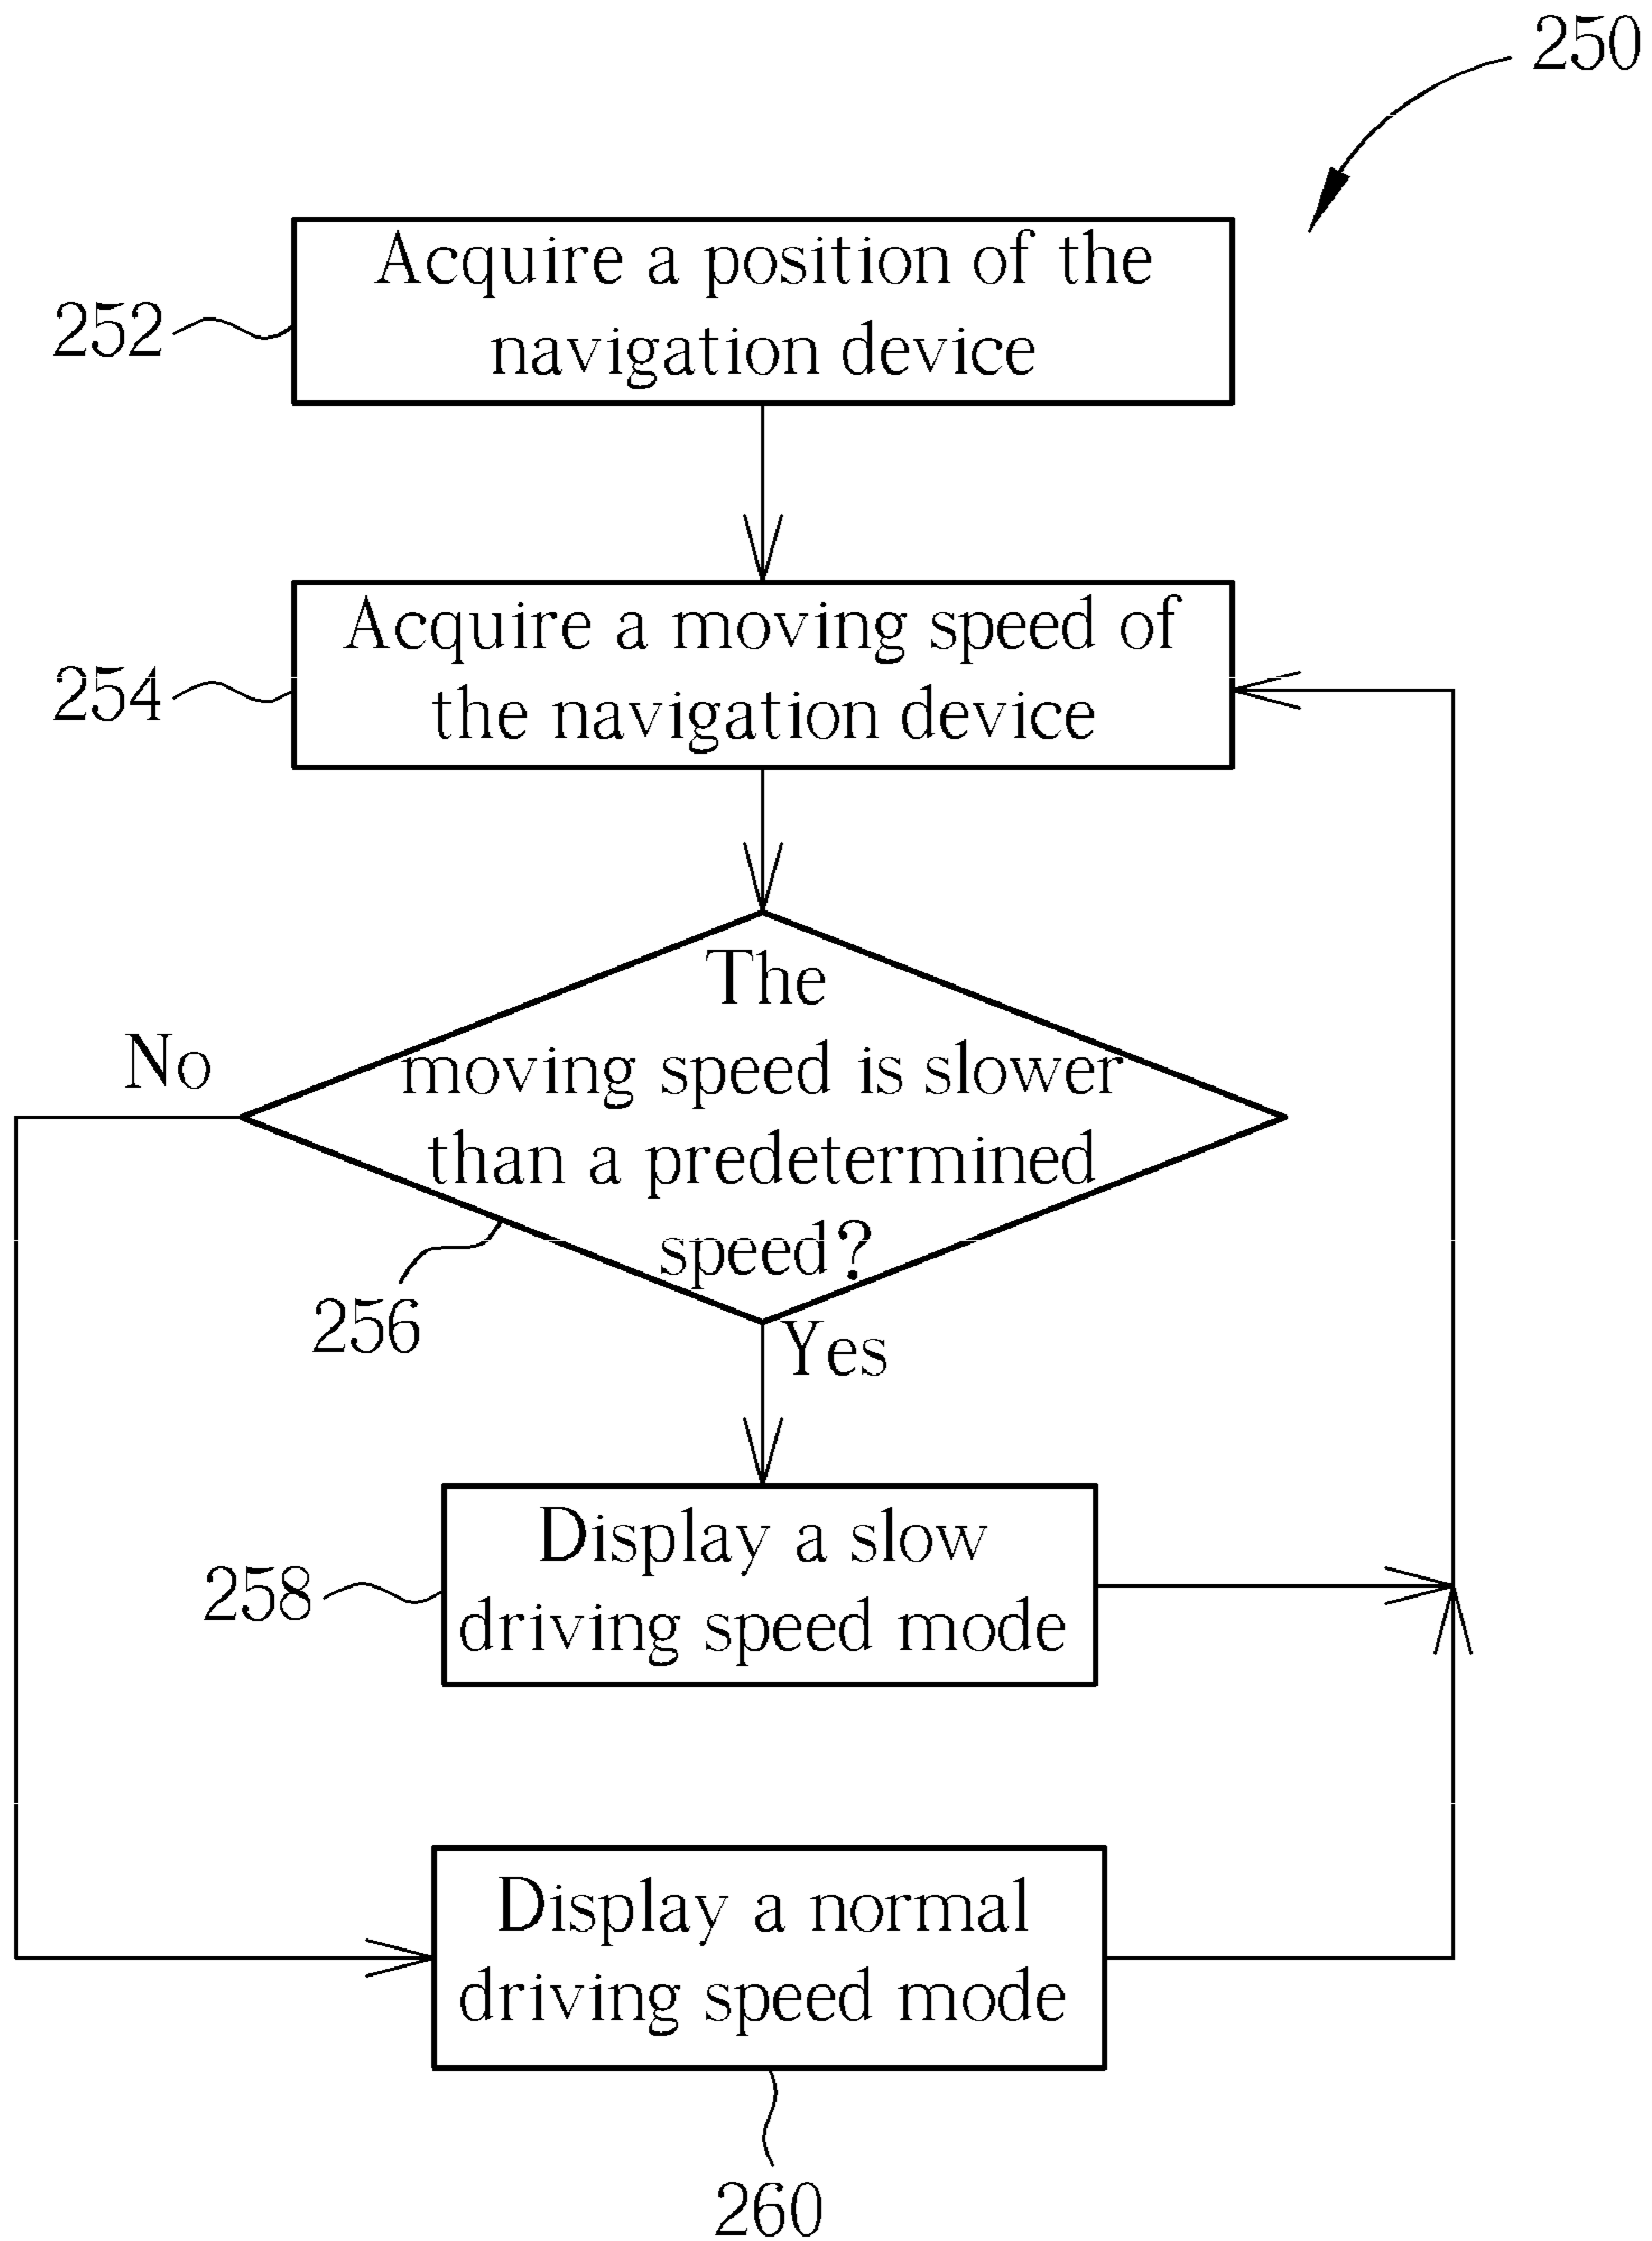 250
Acquire a position of the
navigation device
252
Acquire a moving speed of
the navigation device
254
The
moving speed is slower
than a predetermined
speed?
No
256
Yes
Display a slow
driving speed mode
258
Display a normal
driving speed mode
260